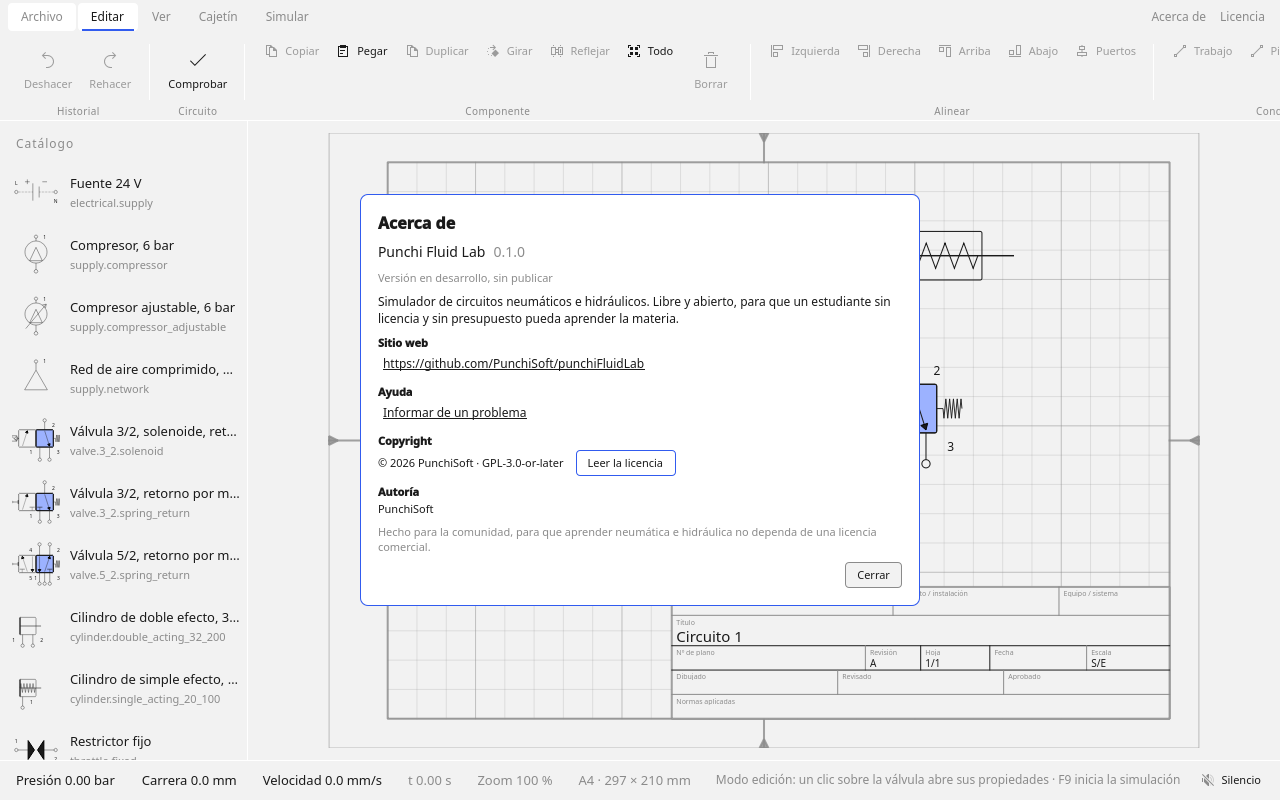 Archivo Editar Ver Cajetín Simular Acerca de Licencia
Copiar Pegar Duplicar Girar Reflejar Todo Izquierda Derecha Arriba Abajo Puertos Trabajo
Deshacer Rehacer Comprobar Borrar
Historial Circuito Componente Alinear
Catálogo
Fuente 24 V
electrical.supply
Compresor, 6 bar
supply.compressor
Compresor ajustable, 6 bar
supply.compressor_adjustable
Red de aire comprimido, ...
supply.network
Válvula 3/2, solenoide, ret...
valve.3_2.solenoid
Válvula 3/2, retorno por m...
valve.3_2.spring_return
Válvula 5/2, retorno por m...
valve.5_2.spring_return
Cilindro de doble efecto, 3...
cylinder.double_acting_32_200
Cilindro de simple efecto, ...
cylinder.single_acting_20_100
Restrictor fijo
Acerca de
Punchi Fluid Lab 0.1.0
Versión en desarrollo, sin publicar
Simulador de circuitos neumáticos e hidráulicos. Libre y abierto, para que un estudiante sin
licencia y sin presupuesto pueda aprender la materia.
Sitio web
https://github.com/PunchiSoft/punchiFluidLab
Ayuda
Informar de un problema
Copyright
© 2026 PunchiSoft · GPL-3.0-or-later Leer la licencia
Autoría
PunchiSoft
Hecho para la comunidad, para que aprender neumática e hidráulica no dependa de una licencia
comercial.
Cerrar
2
3
/ instalación Equipo / sistema
Título
Circuito 1
Nº de plano Revisión Hoja Fecha Escala
A 1/1 S/E
Dibujado Revisado Aprobado
Normas aplicadas
Presión 0.00 bar Carrera 0.0 mm Velocidad 0.0 mm/s t 0.00 s Zoom 100 % A4 · 297 × 210 mm Modo edición: un clic sobre la válvula abre sus propiedades · F9 inicia la simulación Silencio